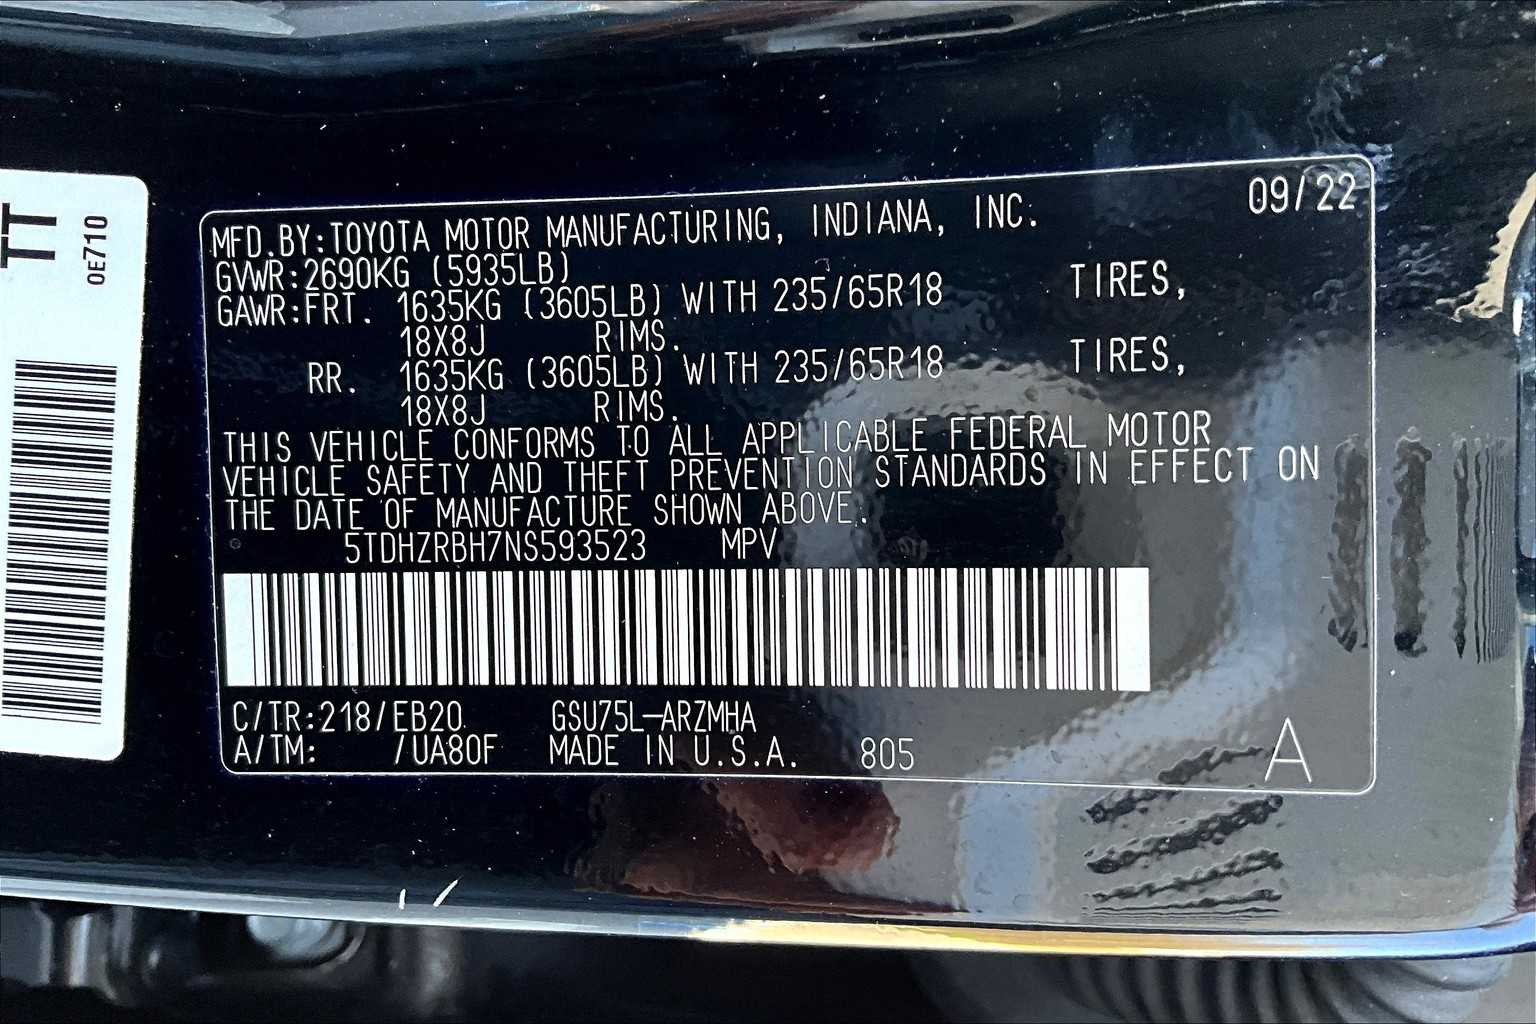 TT
0E710
09/22
MFD.BY:TOYOTA MOTOR MANUFACTURING, INDIANA, INC.
GVWR:2690KG (5935LB)
GAWR:FRT. 1635KG (3605LB) WITH 235/65R18 TIRES,
18X8J RIMS.
RR. 1635KG (3605LB) WITH 235/65R18 TIRES,
18X8J RIMS.
THIS VEHICLE CONFORMS TO ALL APPLICABLE FEDERAL MOTOR
VEHICLE SAFETY AND THEFT PREVENTION STANDARDS IN EFFECT ON
THE DATE OF MANUFACTURE SHOWN ABOVE.
5TDHZRBH7NS593523 MPV
C/TR:218/EB20 GSU75L-ARZMHA
A/TM: /UA80F MADE IN U.S.A. 805
A